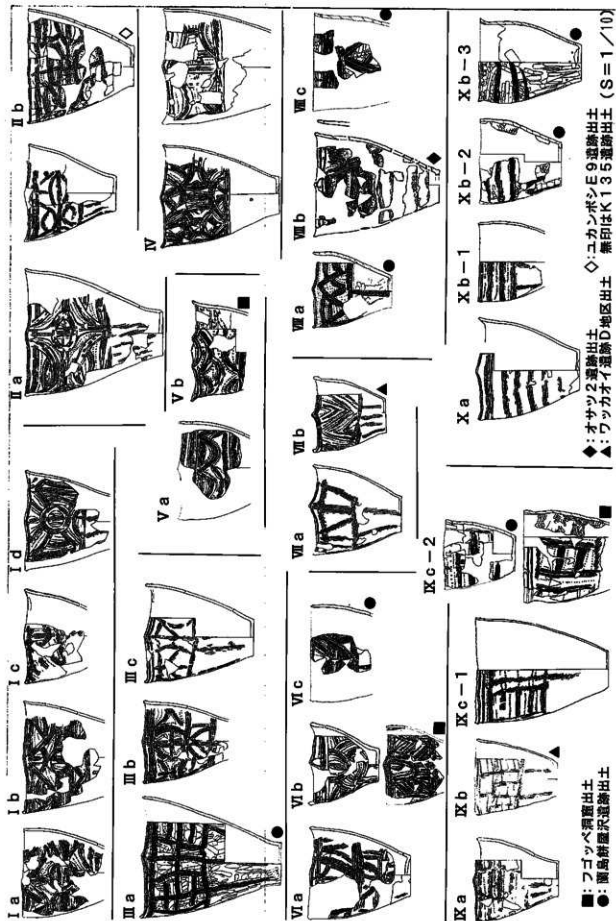 Ⅰa
Ⅰb
Ⅰc
Ⅰd
Ⅱa
Ⅱb
◇
Ⅲa
●
Ⅲb
Ⅲc
Ⅴa
Ⅴb
■
Ⅳ
Ⅵa
Ⅵb
■
Ⅵc
●
Ⅶa
Ⅶb
▲
Ⅷa
●
Ⅷb
◆
Ⅷc
●
Ⅸa
Ⅸb
▲
Ⅸc-1
Ⅸc-2
●
■
Ⅹa
Ⅹb-1
Ⅹb-2
●
Ⅹb-3
●
■：フゴッペ洞窟出土
●：蘭島餅屋沢遺跡出土
◆：オサツ2遺跡出土 ◇：ユカンボシE9遺跡出土
▲：ワッカオイ遺跡D地区出土 無印はK135遺跡出土 (S=1/10)